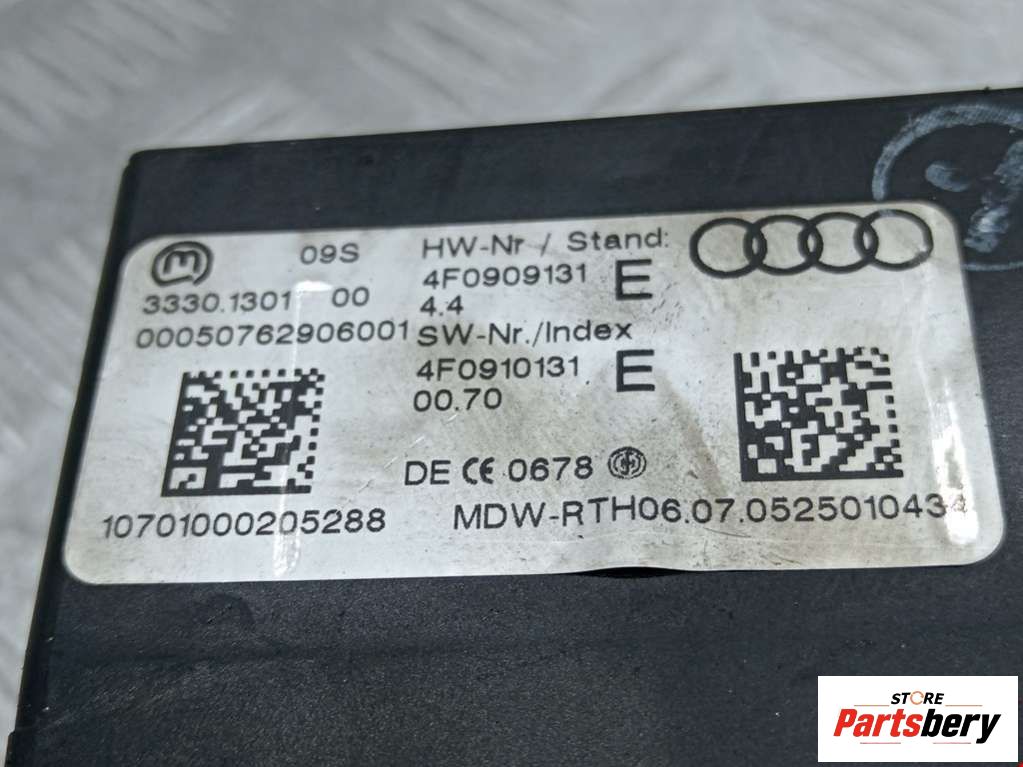 M 09S
3330.1301 00
00050762906001
HW-Nr / Stand:
4F0909131 E
4.4
SW-Nr./Index
4F0910131 E
00.70
DE CE 0678
10701000205288
MDW-RTH06.07.0525010434
STORE
Partsbery